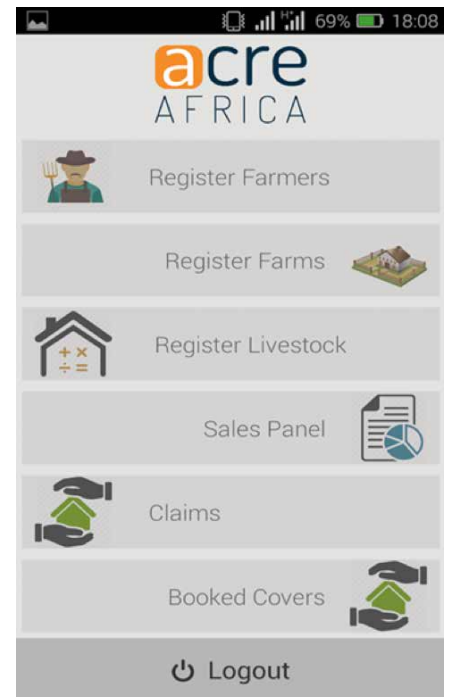 69% 18:08
acre
AFRICA
Register Farmers
Register Farms
Register Livestock
Sales Panel
Claims
Booked Covers
Logout